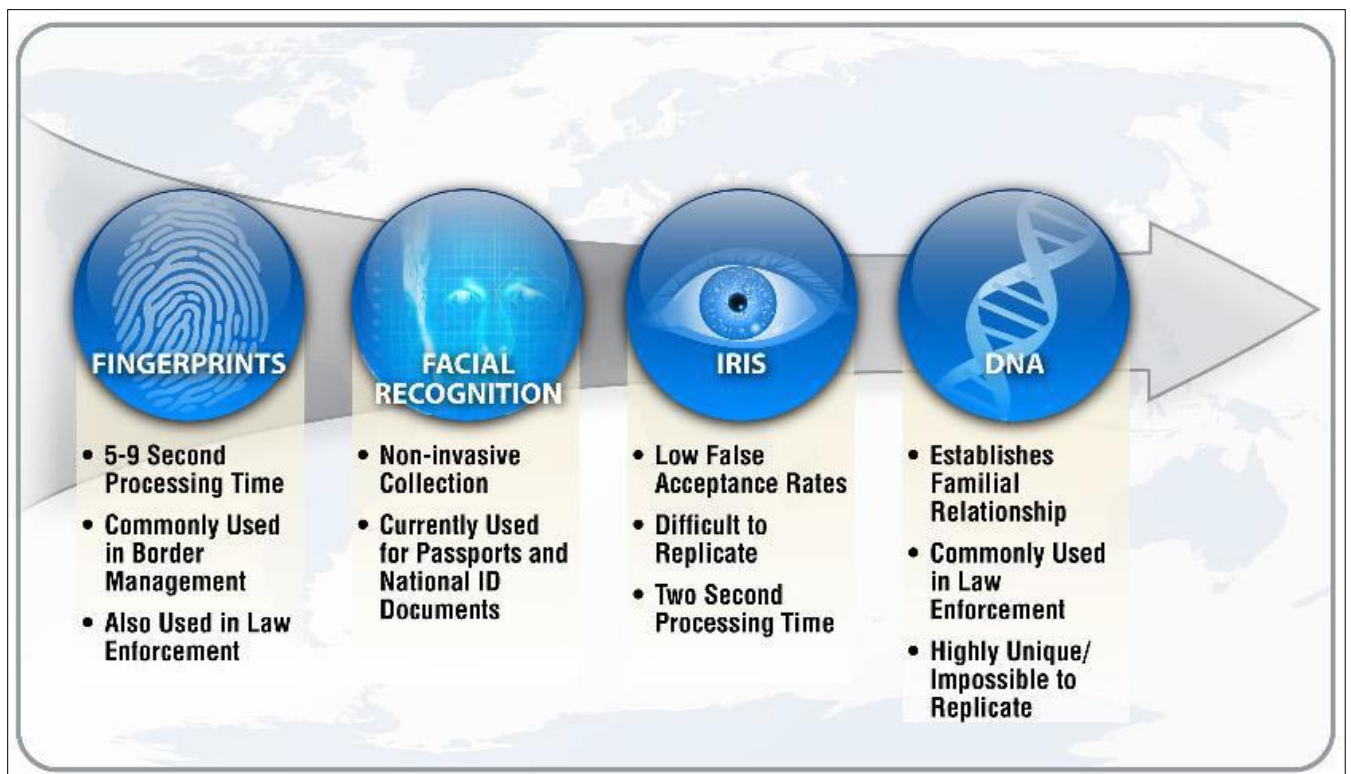 FINGERPRINTS
• 5-9 Second
Processing Time
• Commonly Used
in Border
Management
• Also Used in Law
Enforcement
FACIAL
RECOGNITION
• Non-invasive
Collection
• Currently Used
for Passports and
National ID
Documents
IRIS
• Low False
Acceptance Rates
• Difficult to
Replicate
• Two Second
Processing Time
DNA
• Establishes
Familial
Relationship
• Commonly Used
in Law
Enforcement
• Highly Unique/
Impossible to
Replicate